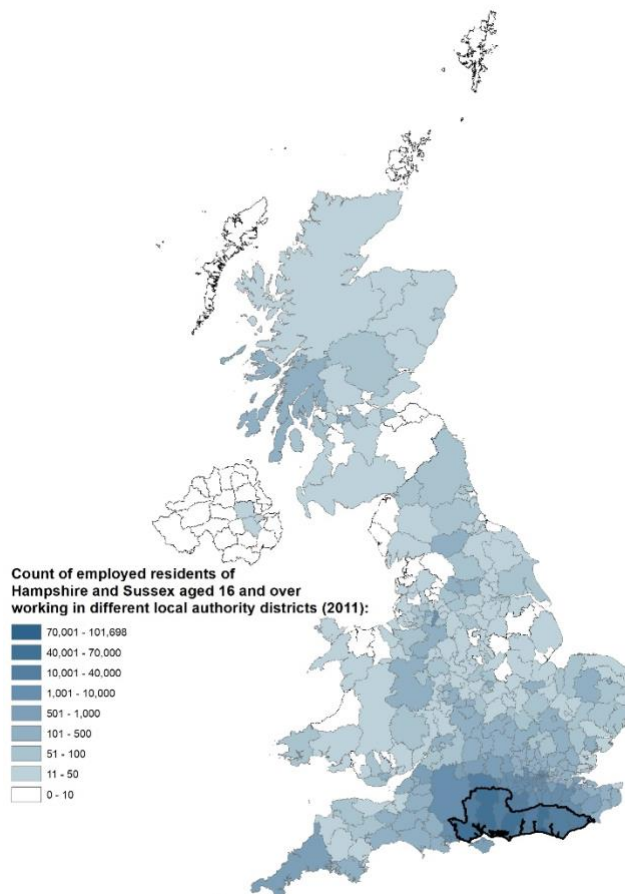 Count of employed residents of
Hampshire and Sussex aged 16 and over
working in different local authority districts (2011):
70,001 - 101,698
40,001 - 70,000
10,001 - 40,000
1,001 - 10,000
501 - 1,000
101 - 500
51 - 100
11 - 50
0 - 10